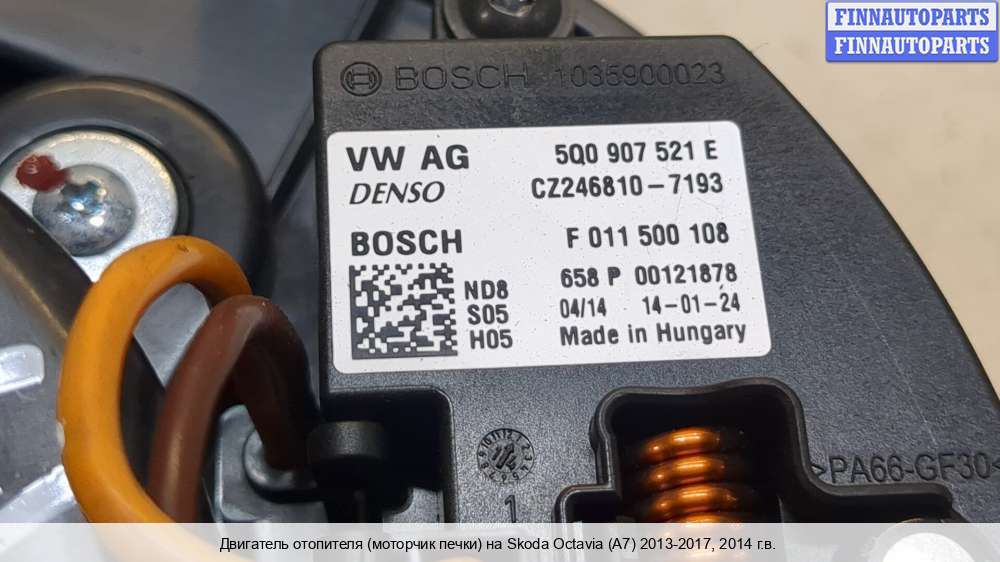 FINNAUTOPARTS
FINNAUTOPARTS
BOSCH 1035900023
VW AG 5Q0 907 521 E
DENSO CZ246810-7193
BOSCH F 011 500 108
ND8 658 P 00121878
S05 04/14 14-01-24
H05 Made in Hungary
>PA66-GF30<
1
Двигатель отопителя (моторчик печки) на Skoda Octavia (A7) 2013-2017, 2014 г.в.